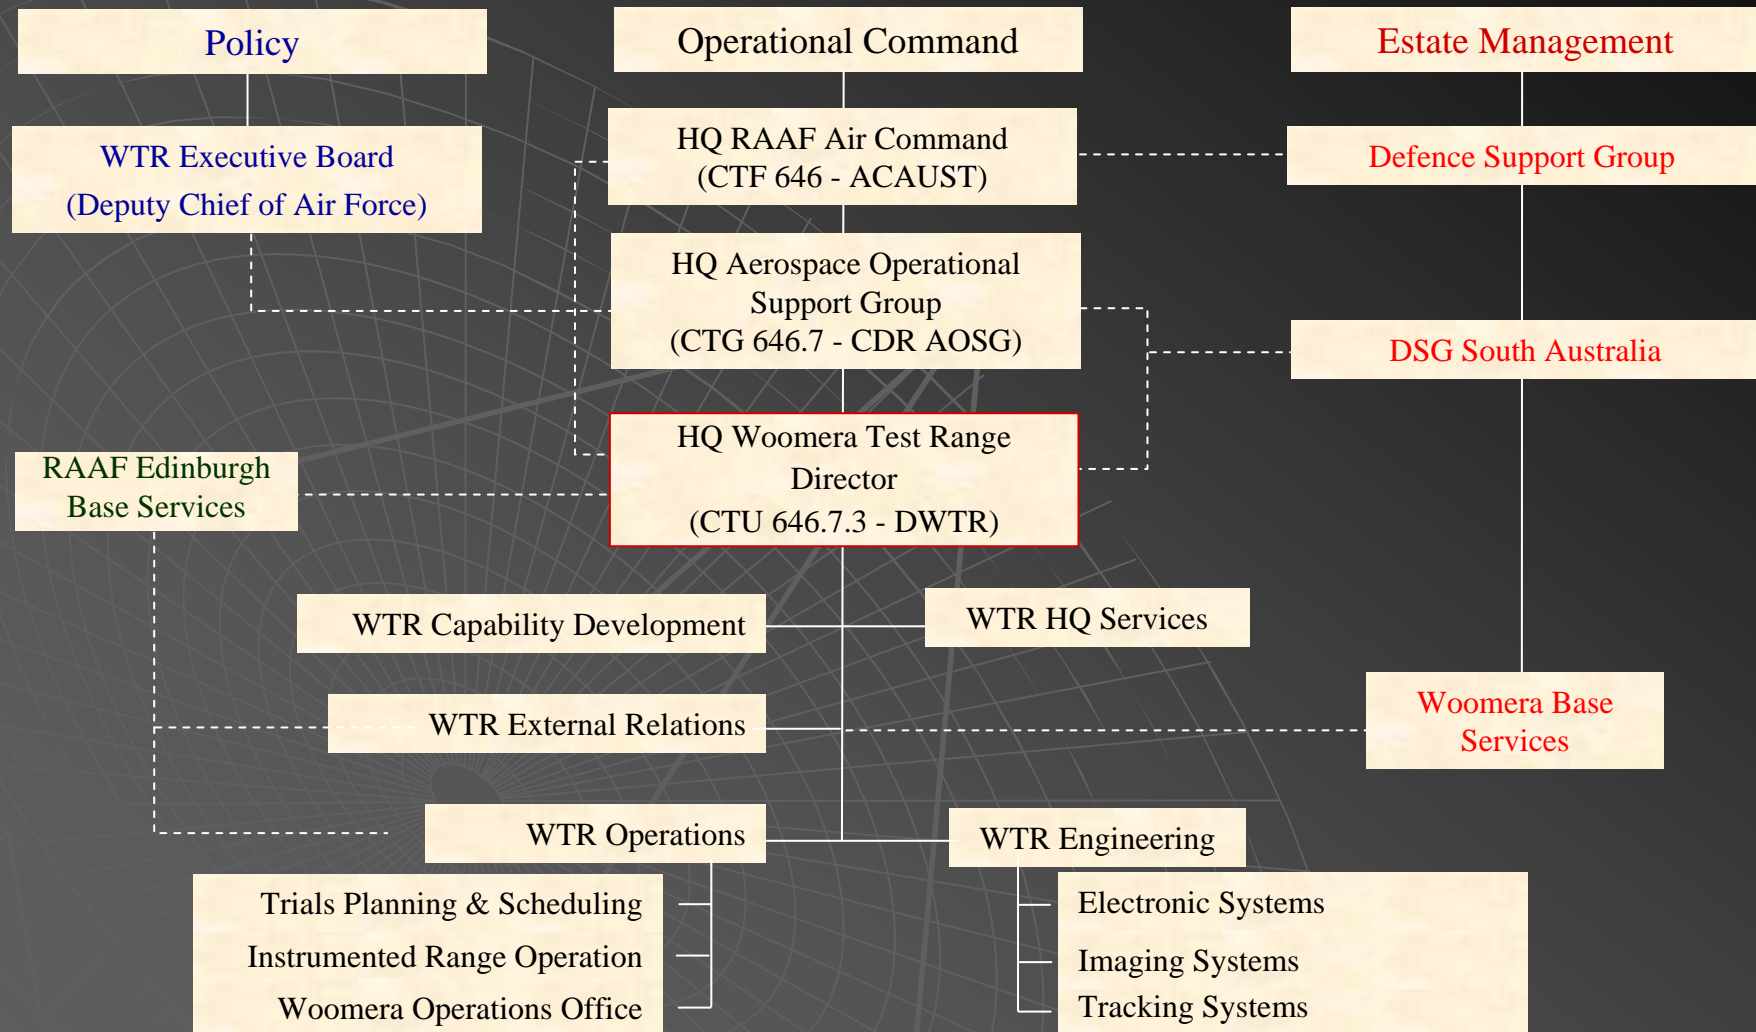 Policy
Operational Command
Estate Management
WTR Executive Board
(Deputy Chief of Air Force)
HQ RAAF Air Command
(CTF 646 - ACAUST)
Defence Support Group
HQ Aerospace Operational
Support Group
(CTG 646.7 - CDR AOSG)
DSG South Australia
HQ Woomera Test Range
Director
(CTU 646.7.3 - DWTR)
RAAF Edinburgh
Base Services
WTR Capability Development
WTR HQ Services
WTR External Relations
Woomera Base
Services
WTR Operations
WTR Engineering
Trials Planning & Scheduling
Instrumented Range Operation
Woomera Operations Office
Electronic Systems
Imaging Systems
Tracking Systems